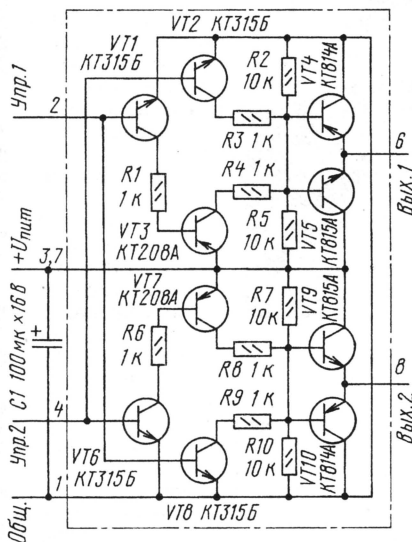 VT2 КТ315Б
VT1
КТ315Б
Упр.1
2
R2
10 к
VT4
КТ814А
R3 1 к
6
Вых. 1
R1
1 к
R4 1 к
VT3
КТ208А
R5
10 к
VT5
КТ815А
+Uпит
3,7
VT7
КТ208А
R7
10 к
VT9
КТ815А
C1 100 мк × 16 В
+
R6
1 к
R8 1 к
8
Вых. 2
Упр.2
4
R9 1 к
VT6
КТ315Б
R10
10 к
VT10
КТ814А
Общ.
1
VT8 КТ315Б